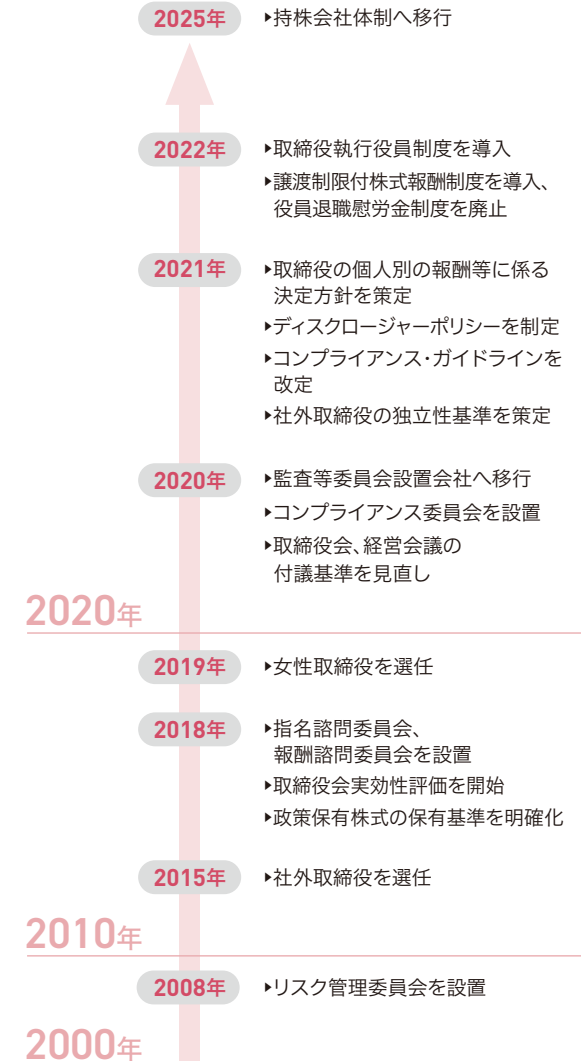 2025年
▶持株会社体制へ移行
2022年
▶取締役執行役員制度を導入
▶譲渡制限付株式報酬制度を導入、
役員退職慰労金制度を廃止
2021年
▶取締役の個人別の報酬等に係る
決定方針を策定
▶ディスクロージャーポリシーを制定
▶コンプライアンス・ガイドラインを
改定
▶社外取締役の独立性基準を策定
2020年
▶監査等委員会設置会社へ移行
▶コンプライアンス委員会を設置
▶取締役会、経営会議の
付議基準を見直し
2020年
2019年
▶女性取締役を選任
2018年
▶指名諮問委員会、
報酬諮問委員会を設置
▶取締役会実効性評価を開始
▶政策保有株式の保有基準を明確化
2015年
▶社外取締役を選任
2010年
2008年
▶リスク管理委員会を設置
2000年